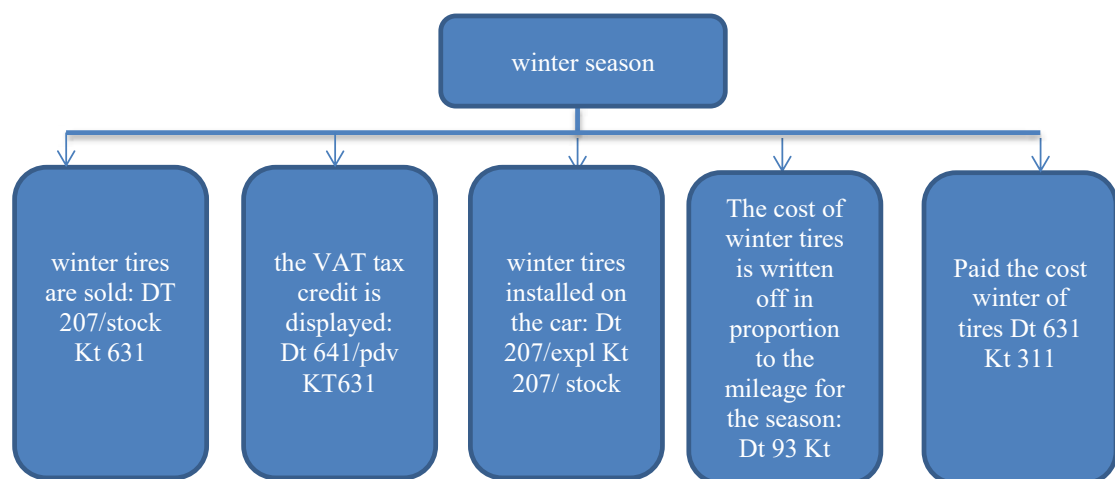 winter season
winter tires
are sold: DT
207/stock
Kt 631
the VAT tax
credit is
displayed:
Dt 641/pdv
KT631
winter tires
installed on
the car: Dt
207/expl Kt
207/ stock
The cost of
winter tires
is written
off in
proportion
to the
mileage for
the season:
Dt 93 Kt
Paid the cost
winter of
tires Dt 631
Kt 311